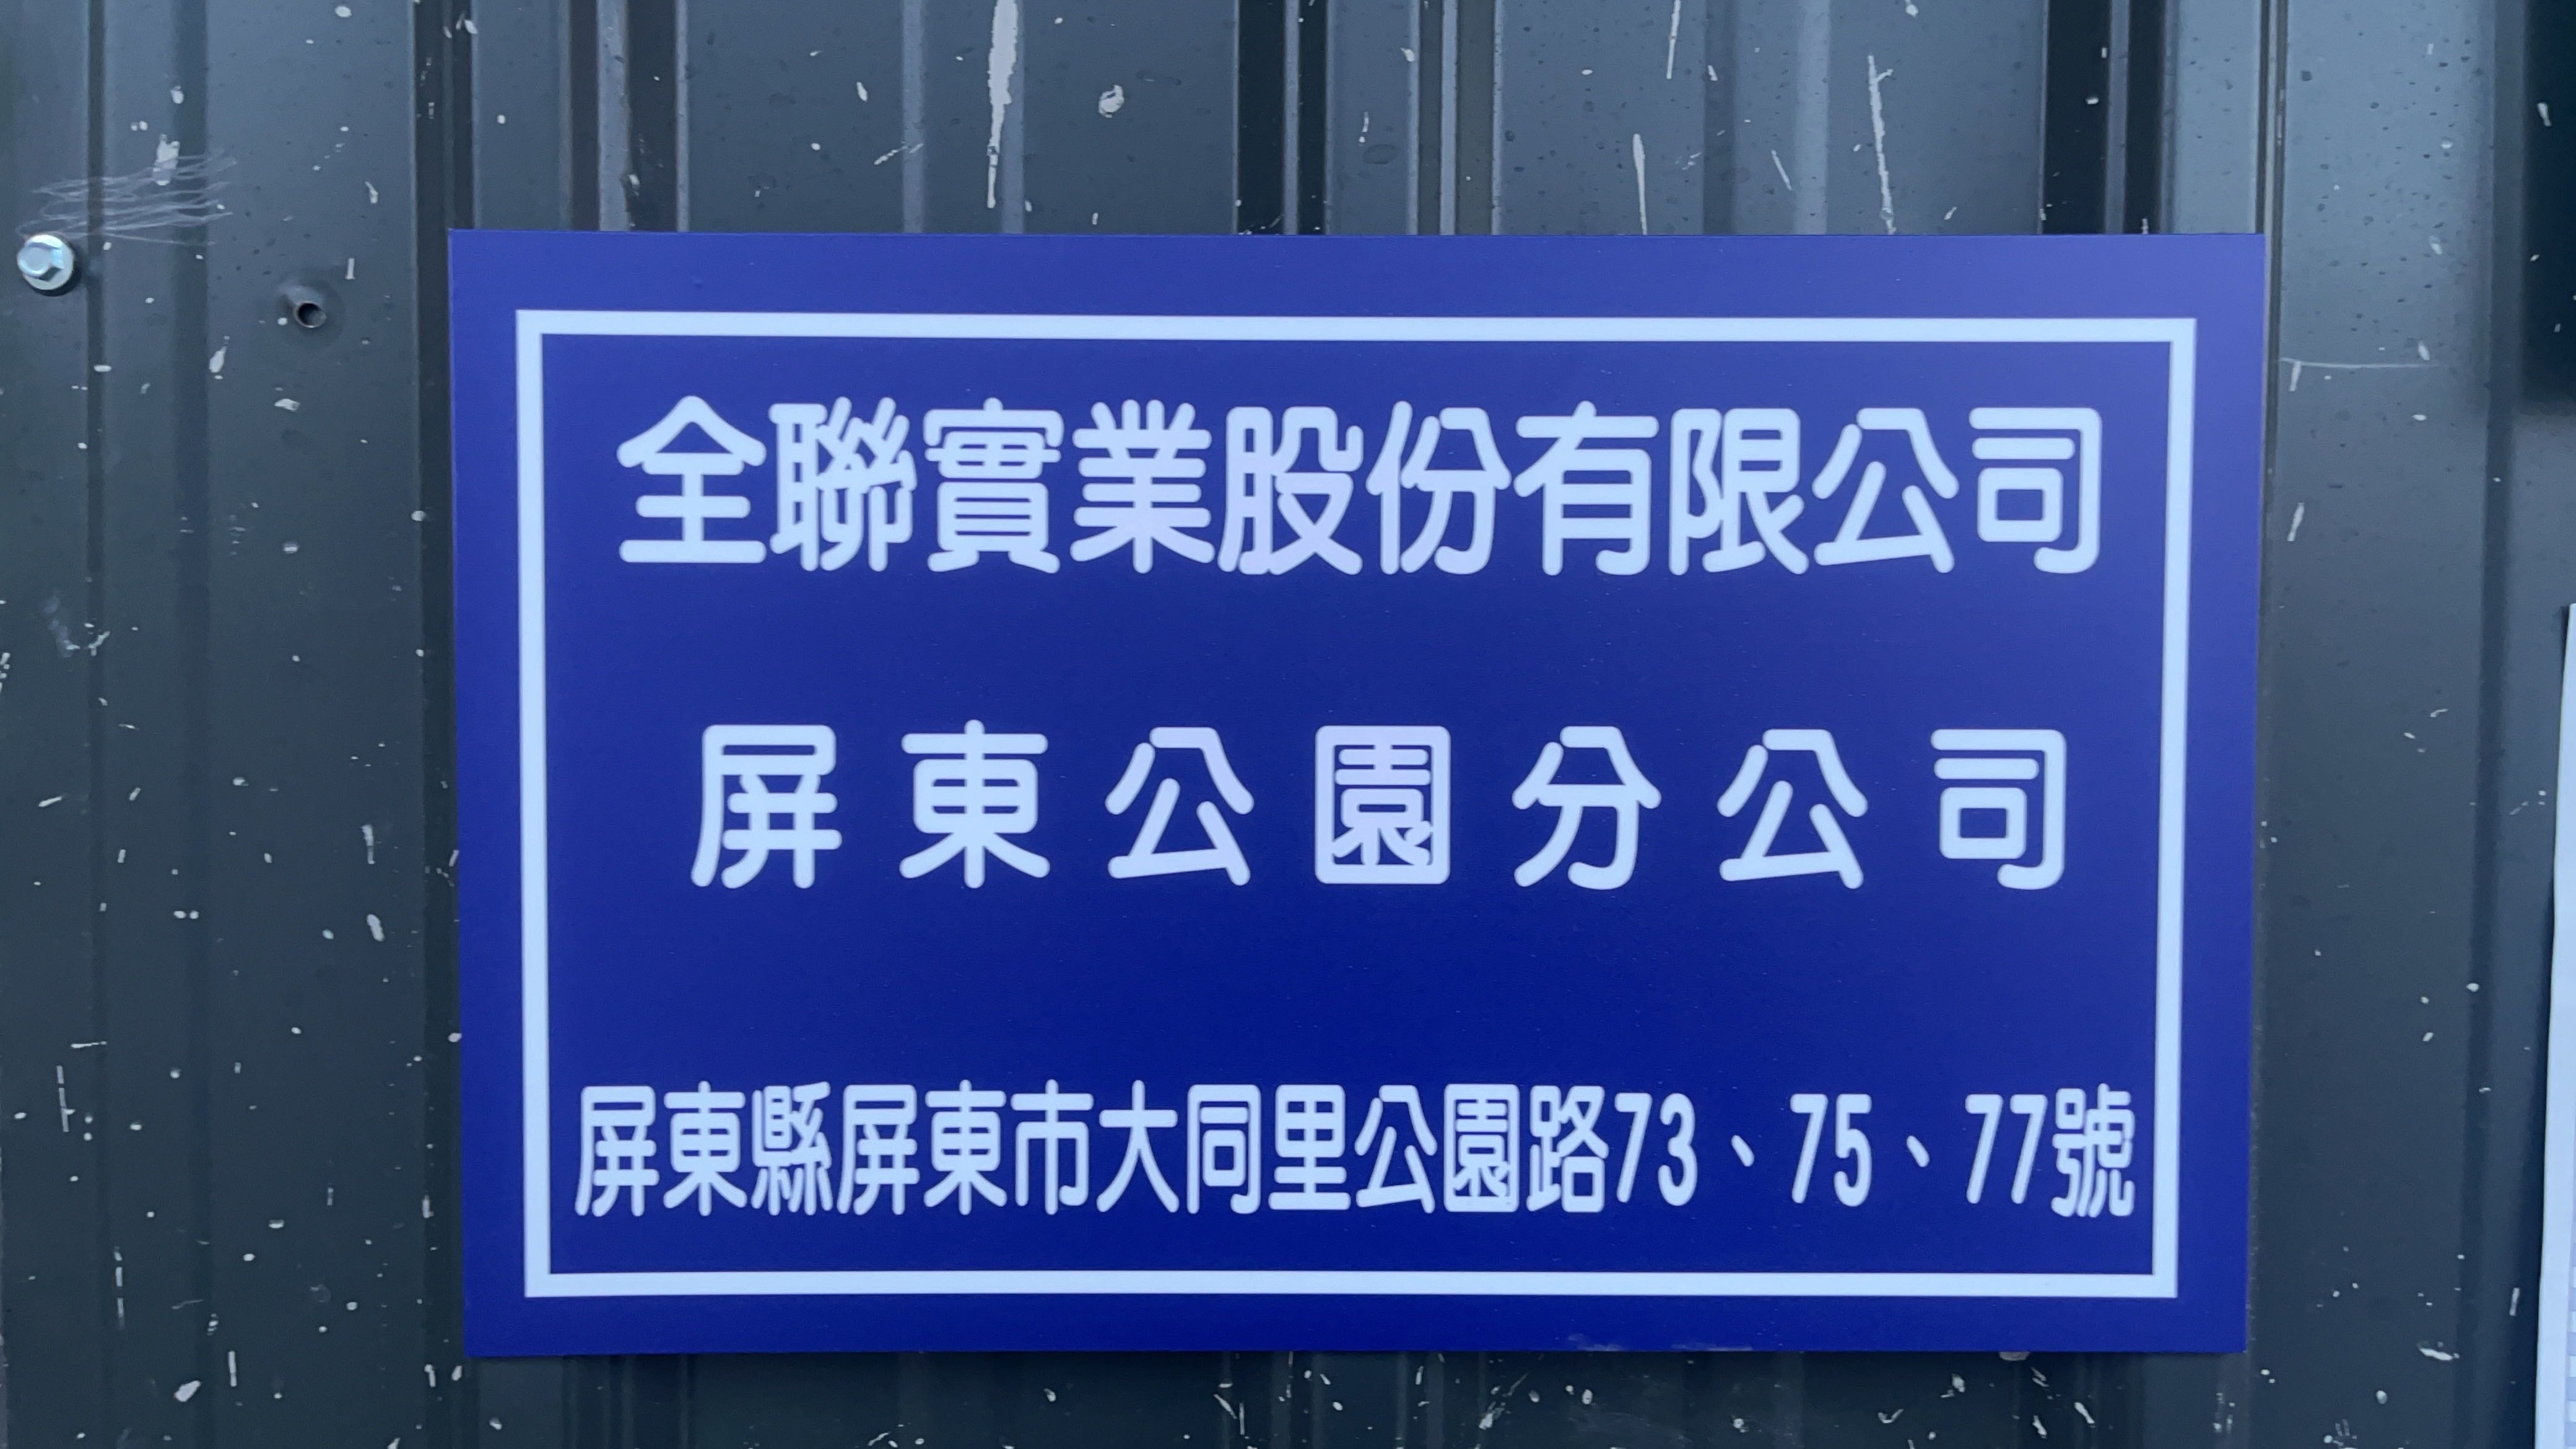 全聯實業股份有限公司
屏東公園分公司
屏東縣屏東市大同里公園路73、75、77號